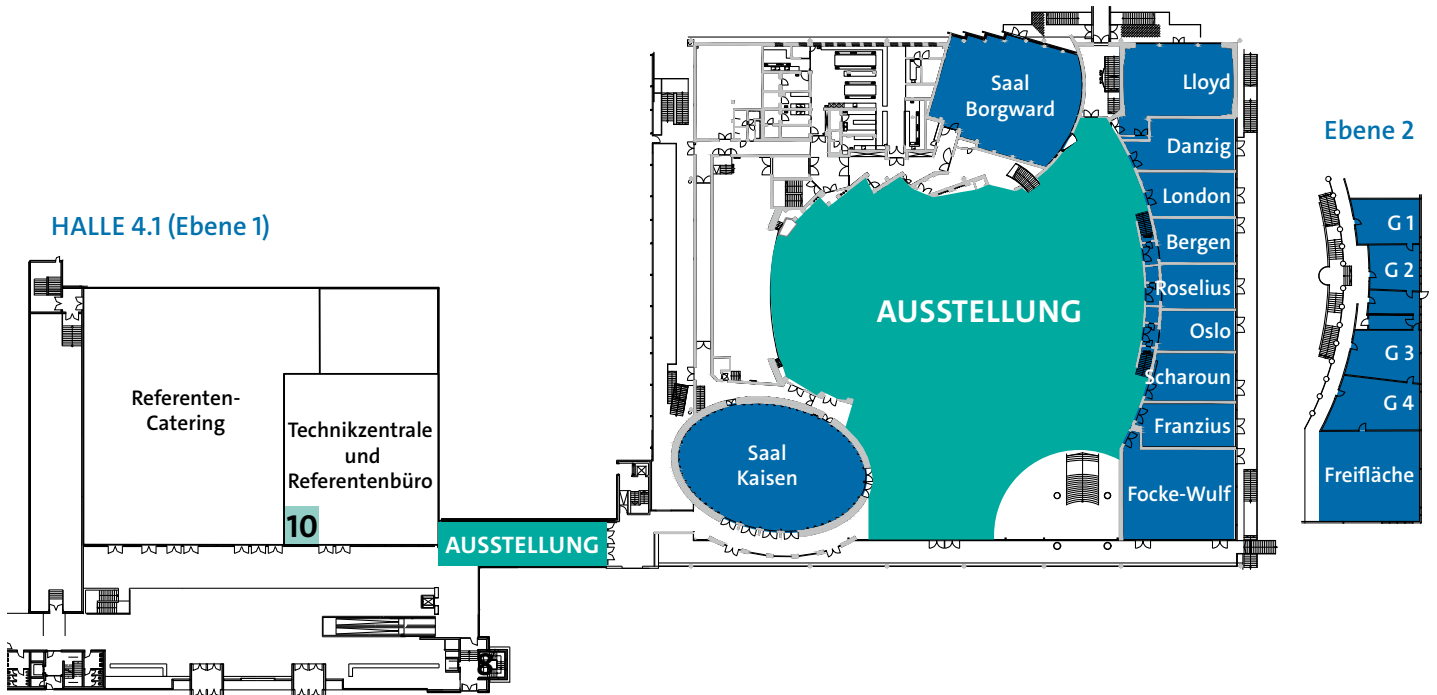 HALLE 4.1 (Ebene 1)
Referenten-
Catering
Technikzentrale
und
Referentenbüro
10
AUSSTELLUNG
Saal
Borgward
AUSSTELLUNG
Saal
Kaisen
Lloyd
Danzig
London
Bergen
Roselius
Oslo
Scharoun
Franzius
Focke-Wulf
Ebene 2
G 1
G 2
G 3
G 4
Freifläche